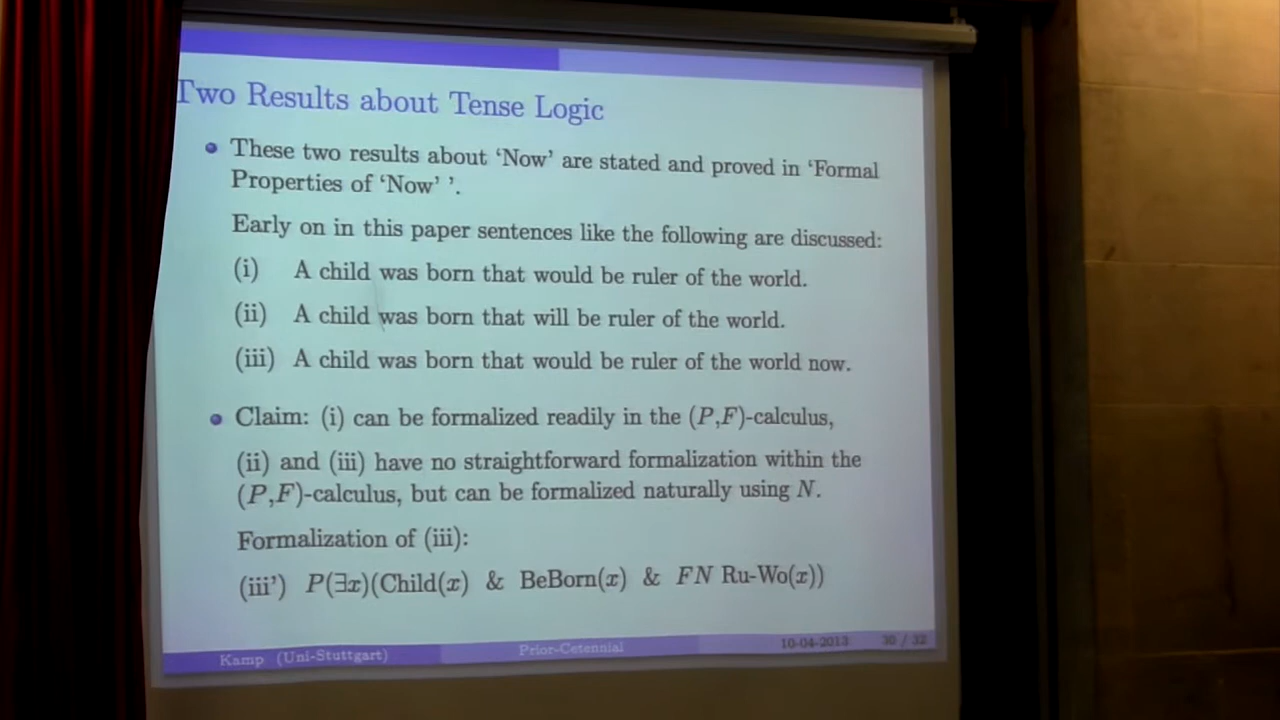 Two Results about Tense Logic
These two results about ‘Now’ are stated and proved in ‘Formal
Properties of ‘Now’ ’.
Early on in this paper sentences like the following are discussed:
(i) A child was born that would be ruler of the world.
(ii) A child was born that will be ruler of the world.
(iii) A child was born that would be ruler of the world now.
Claim: (i) can be formalized readily in the (P,F)-calculus,
(ii) and (iii) have no straightforward formalization within the
(P,F)-calculus, but can be formalized naturally using N.
Formalization of (iii):
(iii’) P(∃x)(Child(x) & BeBorn(x) & FN Ru-Wo(x))
Kamp (Uni-Stuttgart) Prior-Cetennial 10-04-2013 30 / 32